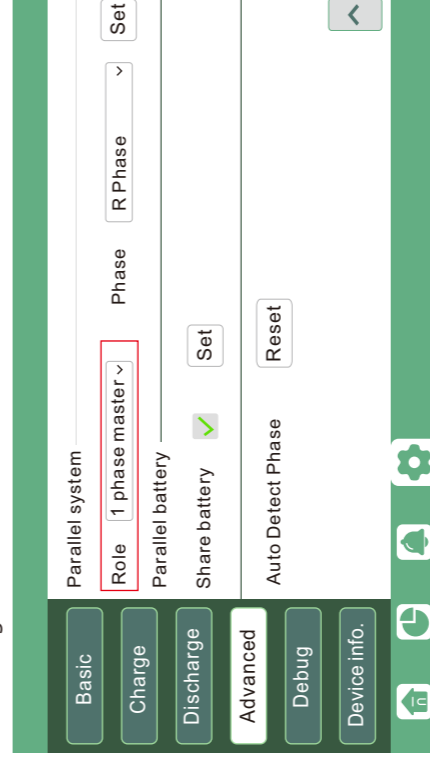 Basic
Charge
Discharge
Advanced
Debug
Device info.
Parallel system
Role 1 phase master Phase R Phase Set
Parallel battery
Share battery Set
Auto Detect Phase Reset